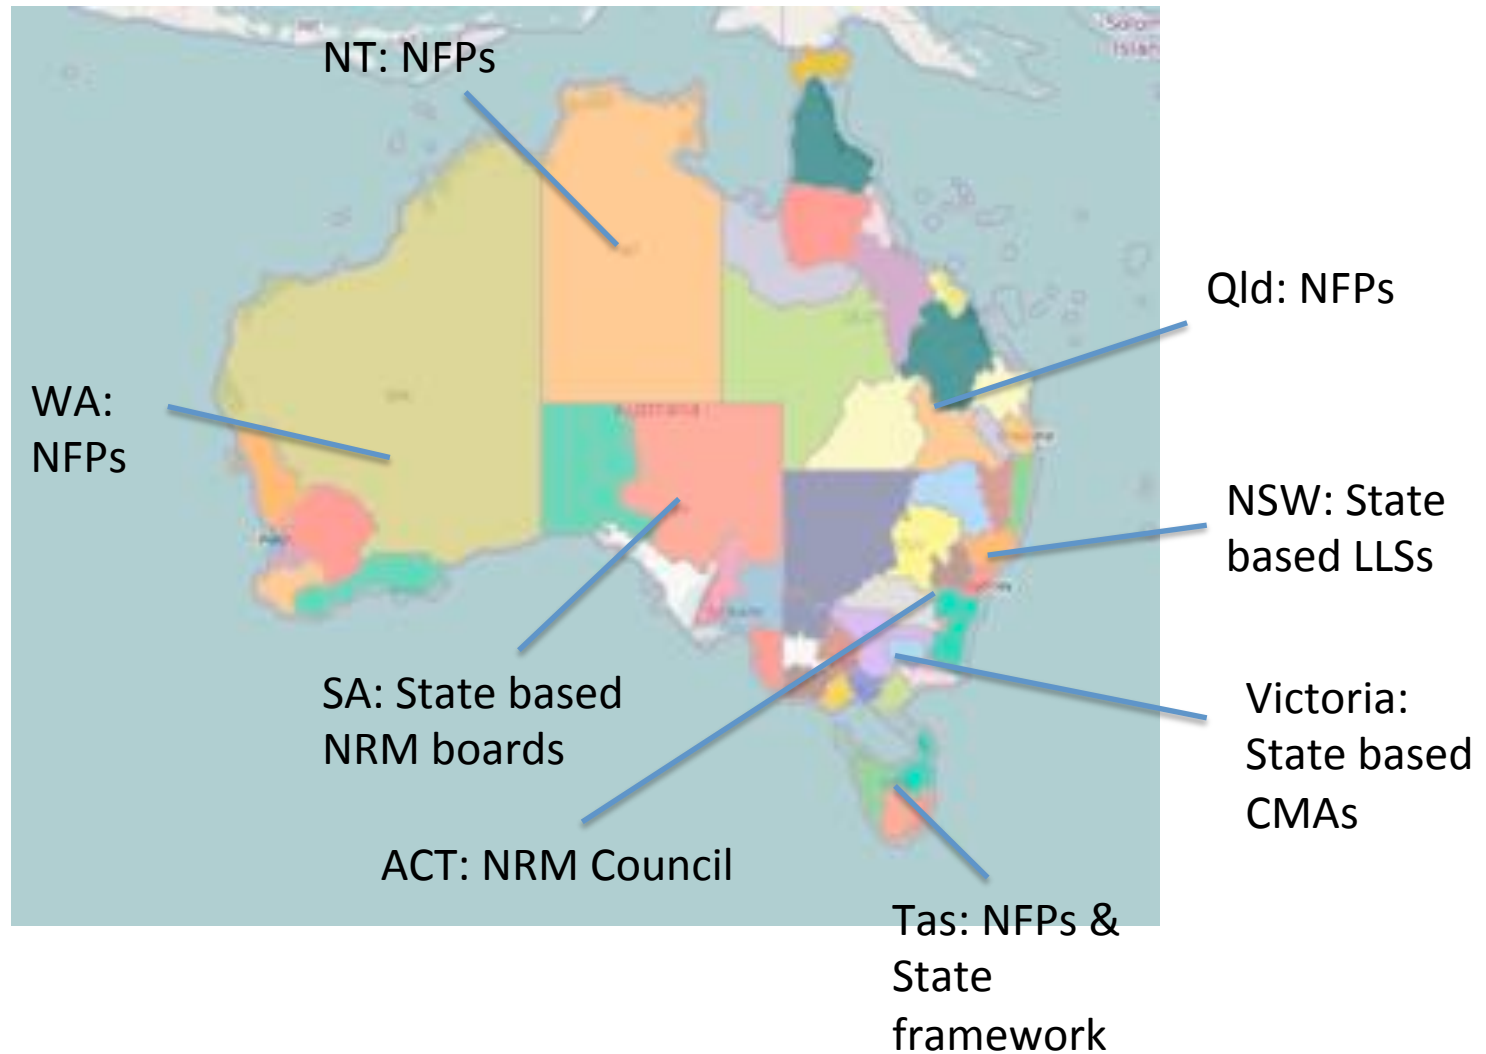 NT: NFPs
Qld: NFPs
WA:
NFPs
Australia
NSW: State
based LLSs
SA: State based
NRM boards
Victoria:
State based
CMAs
ACT: NRM Council
Tas: NFPs &
State
framework